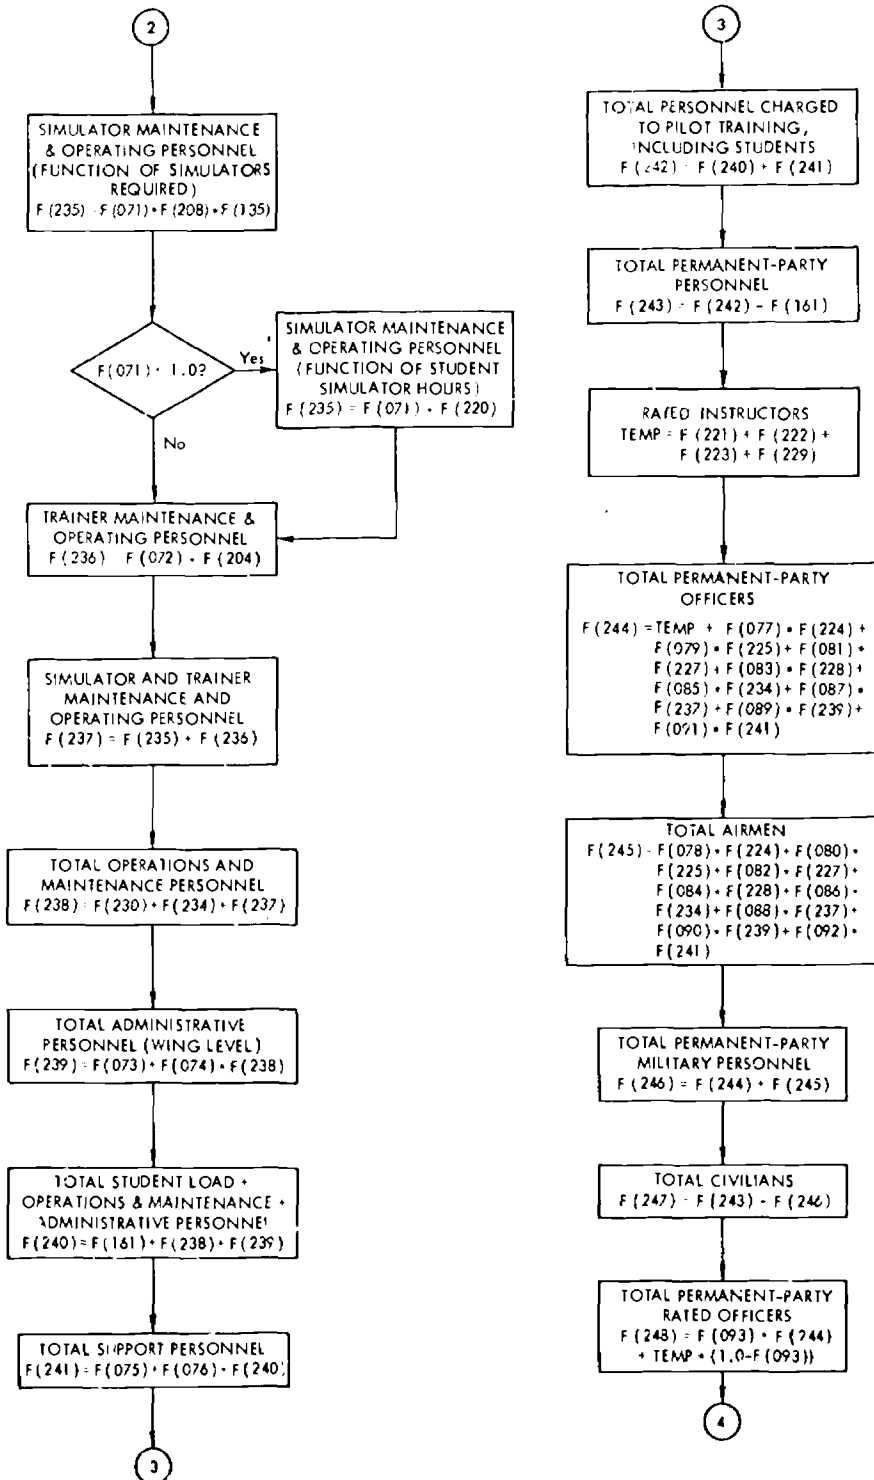 2
SIMULATOR MAINTENANCE
& OPERATING PERSONNEL
(FUNCTION OF SIMULATORS
REQUIRED)
F(235) = F(071) * F(208) * F(135)
F(071) < 1.0?
Yes
No
SIMULATOR MAINTENANCE
& OPERATING PERSONNEL
(FUNCTION OF STUDENT
SIMULATOR HOURS)
F(235) = F(071) * F(220)
TRAINER MAINTENANCE &
OPERATING PERSONNEL
F(236) = F(072) * F(204)
SIMULATOR AND TRAINER
MAINTENANCE AND
OPERATING PERSONNEL
F(237) = F(235) + F(236)
TOTAL OPERATIONS AND
MAINTENANCE PERSONNEL
F(238) = F(230) + F(234) + F(237)
TOTAL ADMINISTRATIVE
PERSONNEL (WING LEVEL)
F(239) = F(073) + F(074) * F(238)
TOTAL STUDENT LOAD +
OPERATIONS & MAINTENANCE +
ADMINISTRATIVE PERSONNEL
F(240) = F(161) + F(238) + F(239)
TOTAL SUPPORT PERSONNEL
F(241) = F(075) + F(076) * F(240)
3
3
TOTAL PERSONNEL CHARGED
TO PILOT TRAINING,
INCLUDING STUDENTS
F(242) = F(240) + F(241)
TOTAL PERMANENT-PARTY
PERSONNEL
F(243) = F(242) - F(161)
RATED INSTRUCTORS
TEMP = F(221) + F(222) +
F(223) + F(229)
TOTAL PERMANENT-PARTY
OFFICERS
F(244) = TEMP + F(077) * F(224) +
F(079) * F(225) + F(081) *
F(227) + F(083) * F(228) +
F(085) * F(234) + F(087) *
F(237) + F(089) * F(239) +
F(091) * F(241)
TOTAL AIRMEN
F(245) = F(078) * F(224) + F(080) *
F(225) + F(082) * F(227) +
F(084) * F(228) + F(086) *
F(234) + F(088) * F(237) +
F(090) * F(239) + F(092) *
F(241)
TOTAL PERMANENT-PARTY
MILITARY PERSONNEL
F(246) = F(244) + F(245)
TOTAL CIVILIANS
F(247) = F(243) - F(246)
TOTAL PERMANENT-PARTY
RATED OFFICERS
F(248) = F(093) * F(244)
+ TEMP * (1.0-F(093))
4